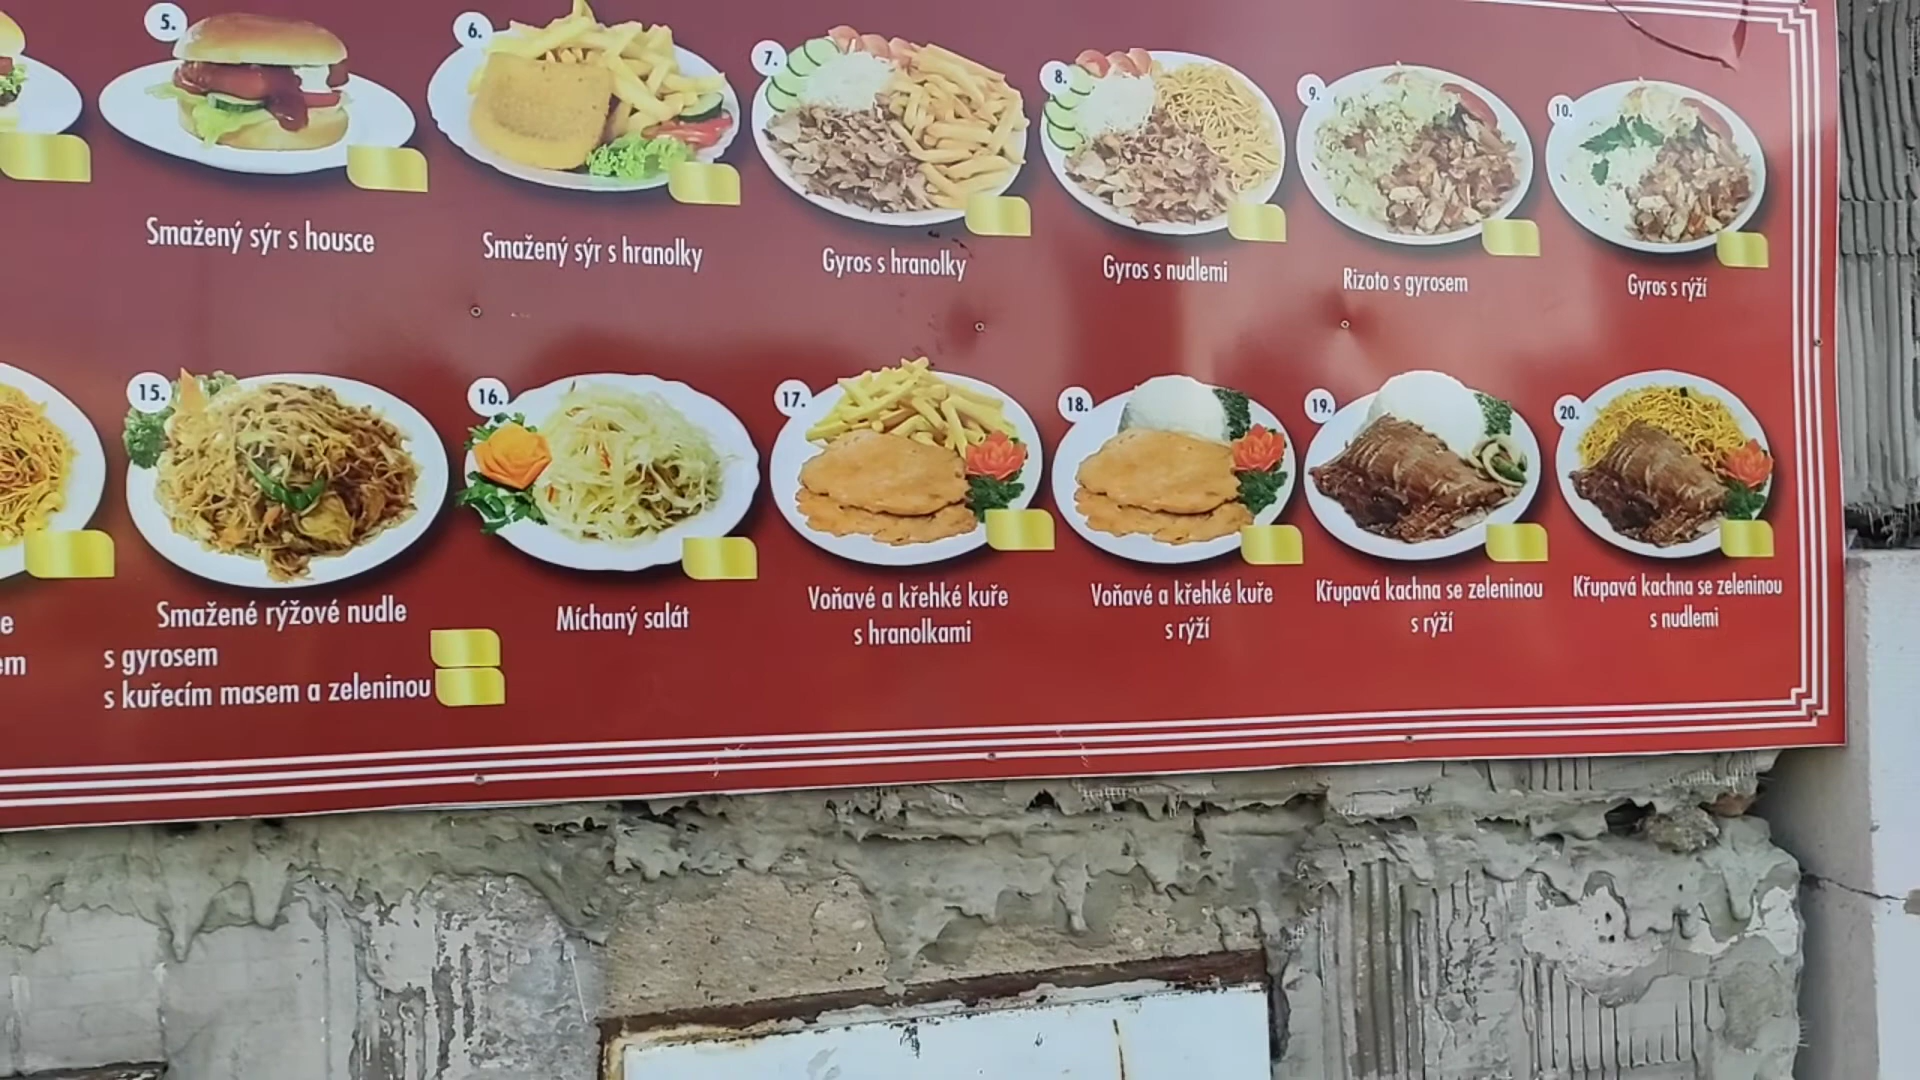 5.
6.
7.
8.
9.
10.
Smažený sýr s housce
Smažený sýr s hranolky
Gyros s hranolky
Gyros s nudlemi
Rizoto s gyrosem
Gyros s rýží
15.
16.
17.
18.
19.
20.
e
em
Smažené rýžové nudle
s gyrosem
s kuřecím masem a zeleninou
Míchaný salát
Voňavé a křehké kuře
s hranolkami
Voňavé a křehké kuře
s rýží
Křupavá kachna se zeleninou
s rýží
Křupavá kachna se zeleninou
s nudlemi